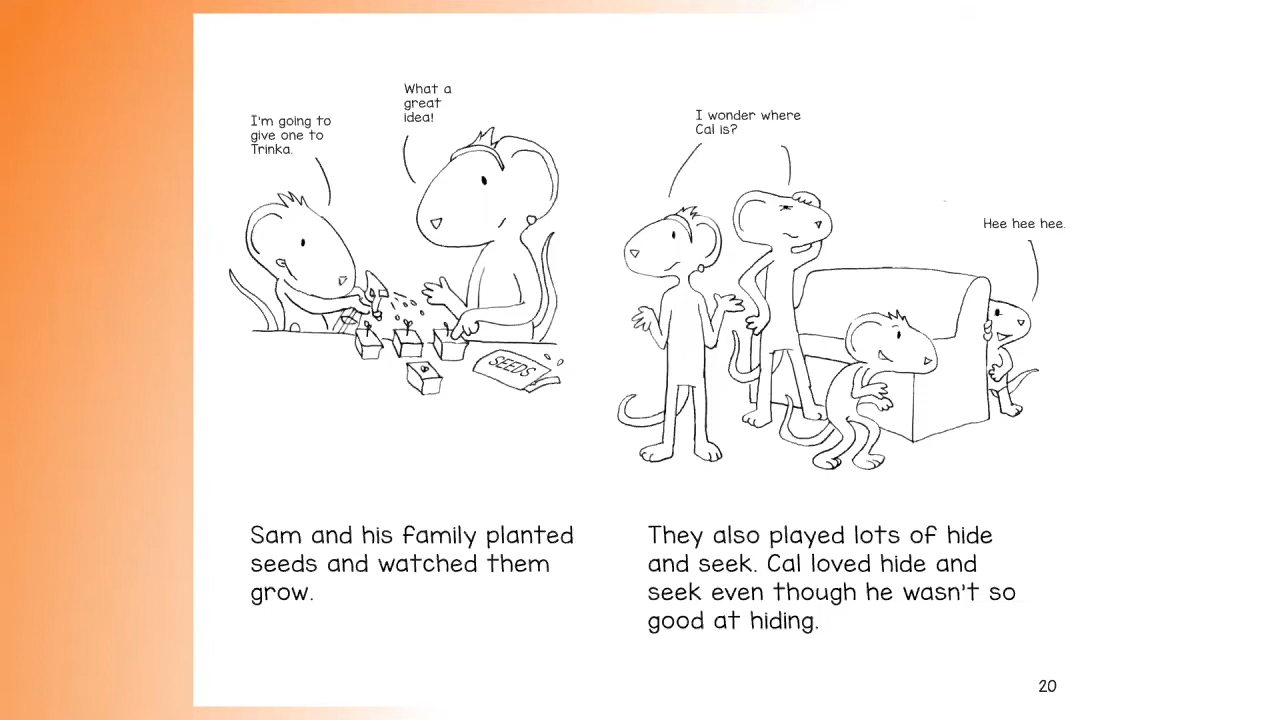 What a
great
idea!
I'm going to
give one to
Trinka.
I wonder where
Cal is?
Hee hee hee.
SEEDS
Sam and his family planted
seeds and watched them
grow.
They also played lots of hide
and seek. Cal loved hide and
seek even though he wasn't so
good at hiding.
20